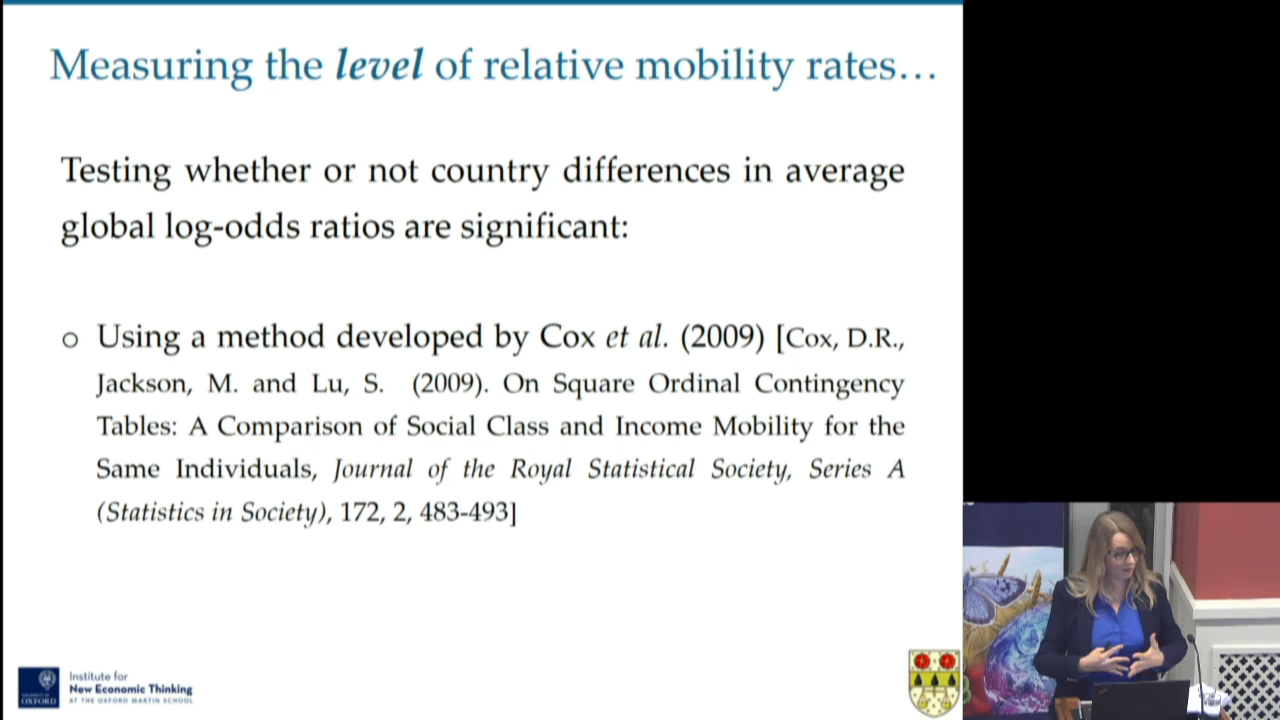 Measuring the level of relative mobility rates…
Testing whether or not country differences in average
global log-odds ratios are significant:
Using a method developed by Cox et al. (2009) [Cox, D.R.,
Jackson, M. and Lu, S. (2009). On Square Ordinal Contingency
Tables: A Comparison of Social Class and Income Mobility for the
Same Individuals, Journal of the Royal Statistical Society, Series A
(Statistics in Society), 172, 2, 483-493]
UNIVERSITY OF
OXFORD
Institute for
New Economic Thinking
AT THE OXFORD MARTIN SCHOOL